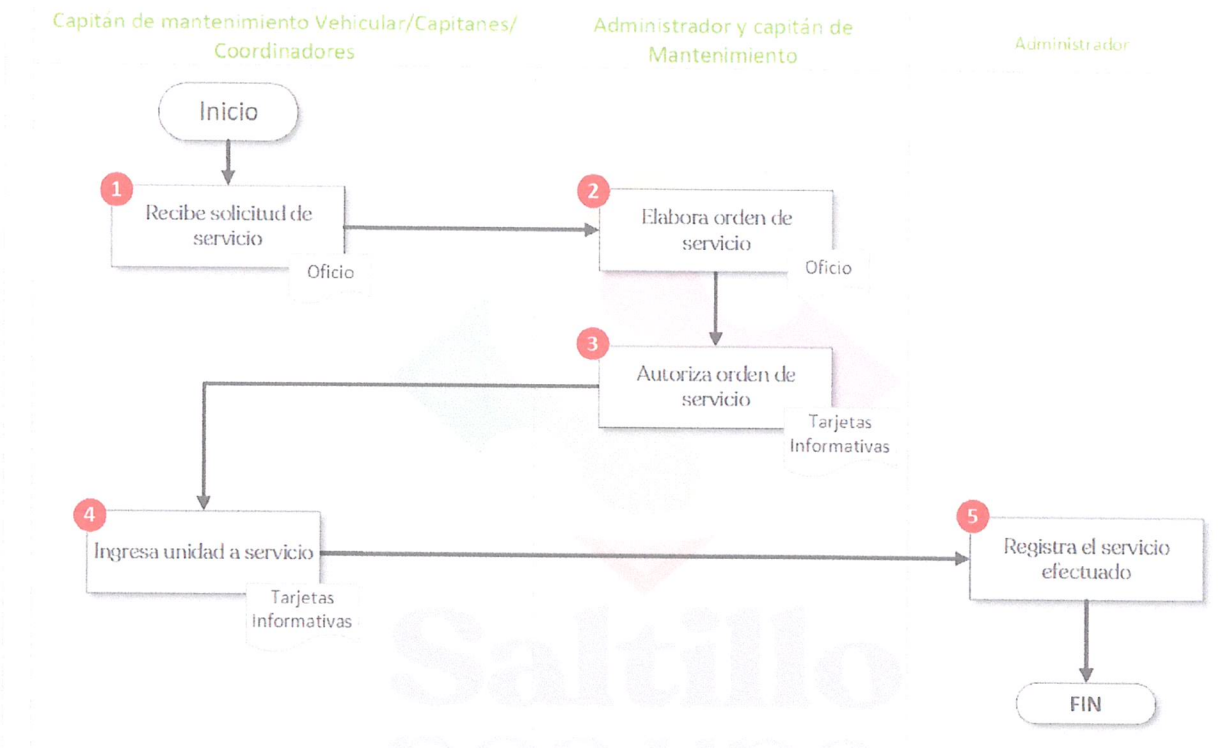 Capitán de mantenimiento Vehicular/Capitanes/
Coordinadores
Administrador y capitán de
Mantenimiento
Administrador
Inicio
1
Recibe solicitud de
servicio
Oficio
2
Elabora orden de
servicio
Oficio
3
Autoriza orden de
servicio
Tarjetas
Informativas
4
Ingresa unidad a servicio
Tarjetas
Informativas
5
Registra el servicio
efectuado
FIN
Saltillo